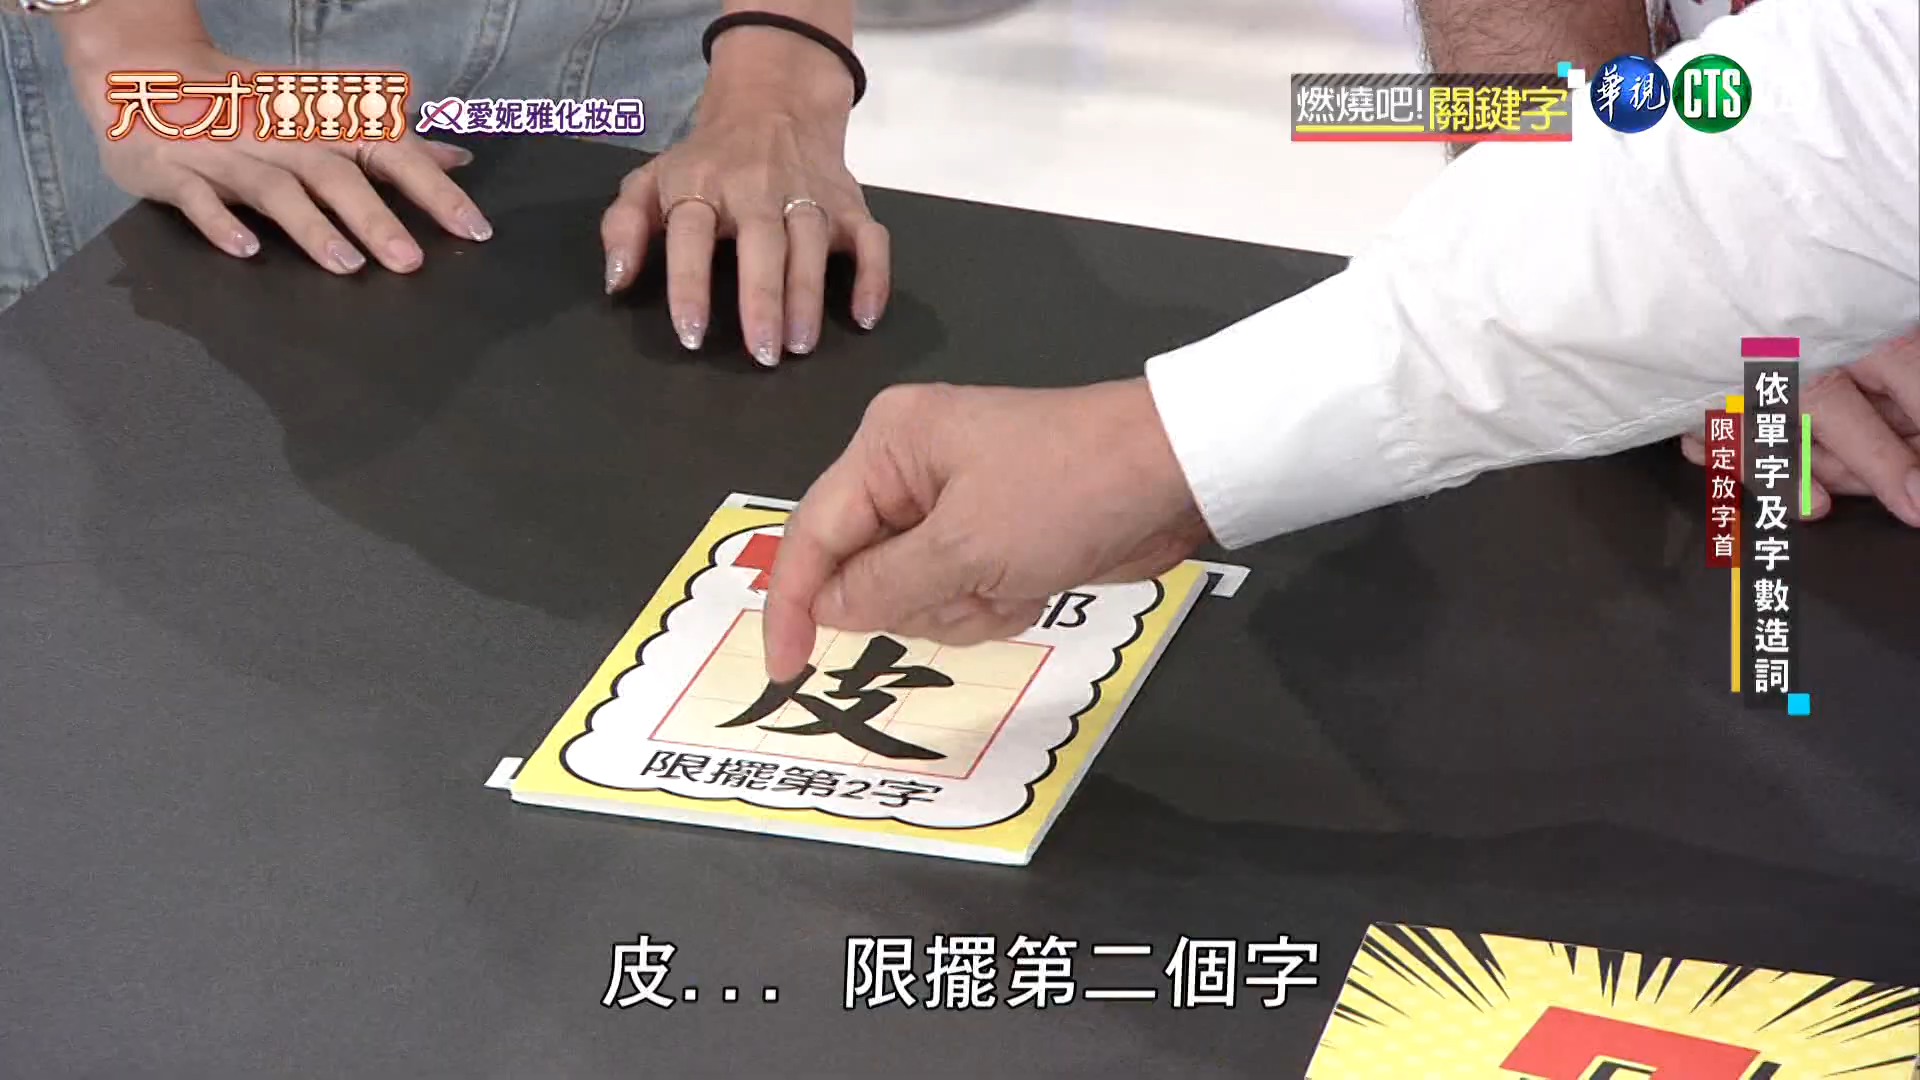 天才衝衝衝
愛妮雅化妝品
燃燒吧!關鍵字
華視 CTS
依單字及字數造詞
限定放字首
部
皮
限擺第2字
皮... 限擺第二個字